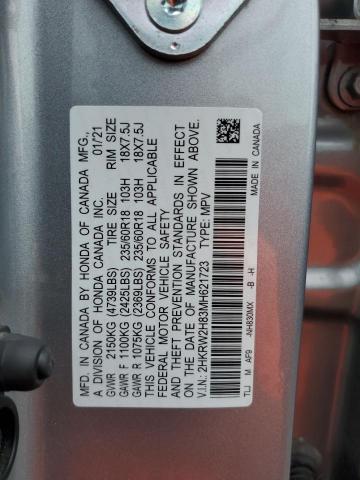 MFD. IN CANADA BY HONDA OF CANADA MFG.,
A DIVISION OF HONDA CANADA INC. 01/21
GVWR 2150KG (4739LBS) TIRE SIZE RIM SIZE
GAWR F 1100KG (2425LBS) 235/60R18 103H 18X7.5J
GAWR R 1075KG (2369LBS) 235/60R18 103H 18X7.5J
THIS VEHICLE CONFORMS TO ALL APPLICABLE
FEDERAL MOTOR VEHICLE SAFETY
AND THEFT PREVENTION STANDARDS IN EFFECT
ON THE DATE OF MANUFACTURE SHOWN ABOVE.
V.I.N.: 2HKRW2H83MH621723 TYPE: MPV
TLJ M AF9 -NH830MX -B -H
MADE IN CANADA